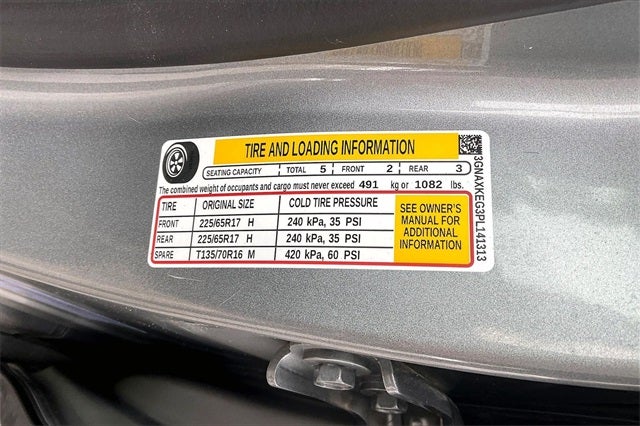 TIRE AND LOADING INFORMATION
SEATING CAPACITY TOTAL 5 FRONT 2 REAR 3
The combined weight of occupants and cargo must never exceed 491 kg or 1082 lbs.
TIRE ORIGINAL SIZE COLD TIRE PRESSURE
FRONT 225/65R17 H 240 kPa, 35 PSI
REAR 225/65R17 H 240 kPa, 35 PSI
SPARE T135/70R16 M 420 kPa, 60 PSI
SEE OWNER'S
MANUAL FOR
ADDITIONAL
INFORMATION
3GNAXKEG3PL141313